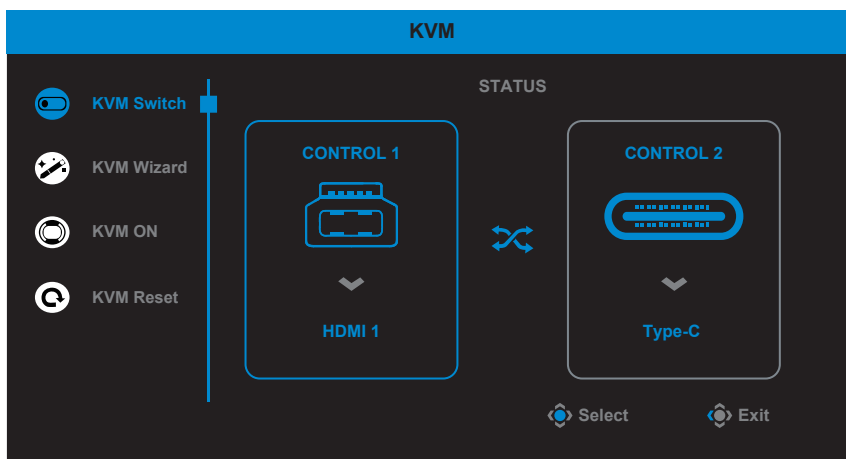 KVM
KVM Switch
KVM Wizard
KVM ON
KVM Reset
STATUS
CONTROL 1
HDMI 1
CONTROL 2
Type-C
Select
Exit